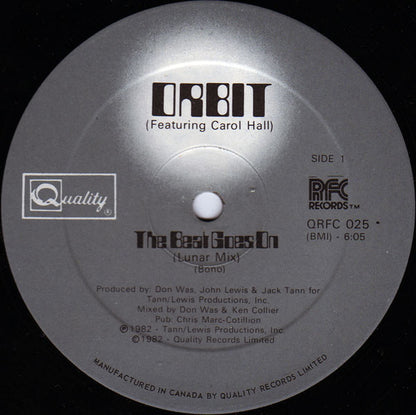 ORBIT
(Featuring Carol Hall)
SIDE 1
Quality®
RFC
RECORDS™
QRFC 025
(BMI) - 6:05
The Beat Goes On
(Lunar Mix)
(Bono)
Produced by: Don Was, John Lewis & Jack Tann for
Tann/Lewis Productions, Inc.
Mixed by Don Was & Ken Collier
Pub: Chris Marc-Cotillion
℗1982 - Tann/Lewis Productions, Inc.
©1982 - Quality Records Limited
MANUFACTURED IN CANADA BY QUALITY RECORDS LIMITED